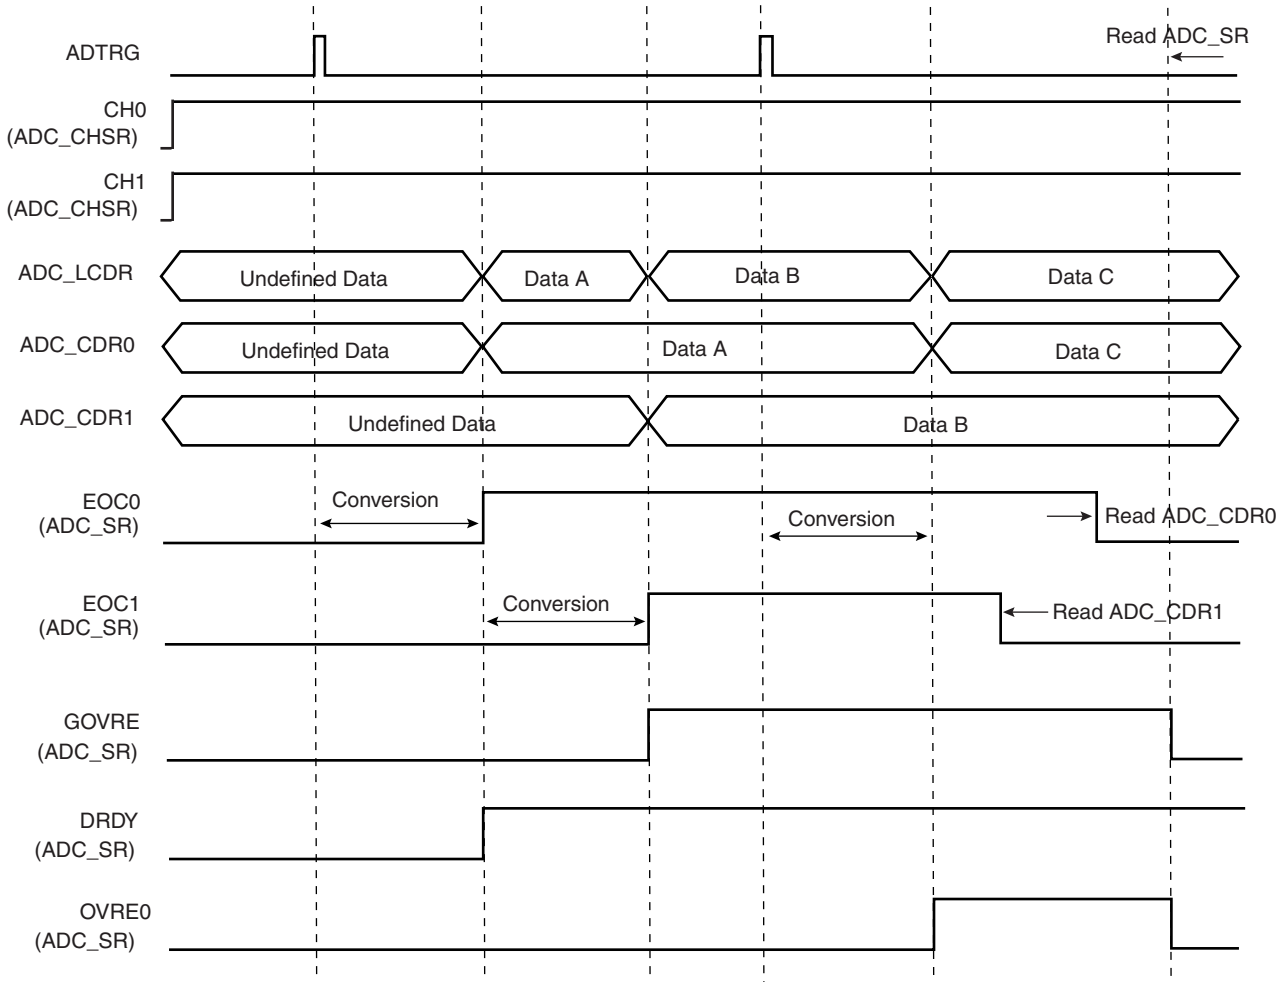 ADTRG
Read ADC_SR
CH0
(ADC_CHSR)
CH1
(ADC_CHSR)
ADC_LCDR
Undefined Data
Data A
Data B
Data C
ADC_CDR0
Undefined Data
Data A
Data C
ADC_CDR1
Undefined Data
Data B
EOC0
(ADC_SR)
Conversion
Conversion
Read ADC_CDR0
EOC1
(ADC_SR)
Conversion
Read ADC_CDR1
GOVRE
(ADC_SR)
DRDY
(ADC_SR)
OVRE0
(ADC_SR)